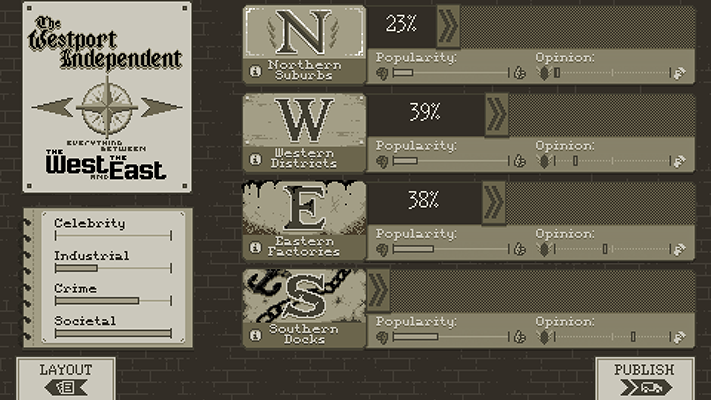 The
Westport
Independent
EVERYTHING
BETWEEN
THE
West THE
AND East
Celebrity
Industrial
Crime
Societal
LAYOUT
N
Northern
Suburbs
23%
Popularity: Opinion:
W
Western
Districts
39%
Popularity: Opinion:
E
Eastern
Factories
38%
Popularity: Opinion:
S
Southern
Docks
Popularity: Opinion:
PUBLISH